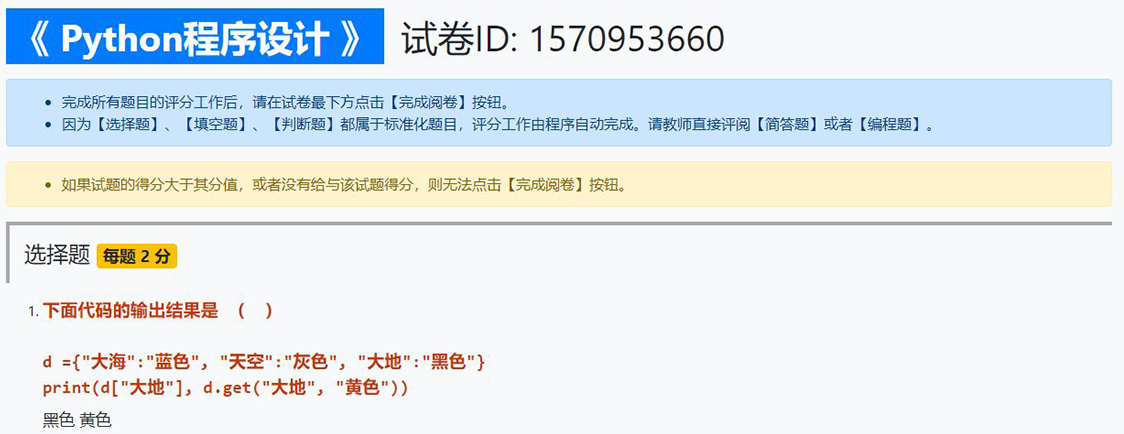 《 Python程序设计 》 试卷ID: 1570953660
完成所有题目的评分工作后，请在试卷最下方点击【完成阅卷】按钮。
因为【选择题】、【填空题】、【判断题】都属于标准化题目，评分工作由程序自动完成。请教师直接评阅【简答题】或者【编程题】。
如果试题的得分大于其分值，或者没有给与该试题得分，则无法点击【完成阅卷】按钮。
选择题 每题 2 分
1. 下面代码的输出结果是 （ ）
d ={"大海":"蓝色", "天空":"灰色", "大地":"黑色"}
print(d["大地"], d.get("大地", "黄色"))
黑色 黄色